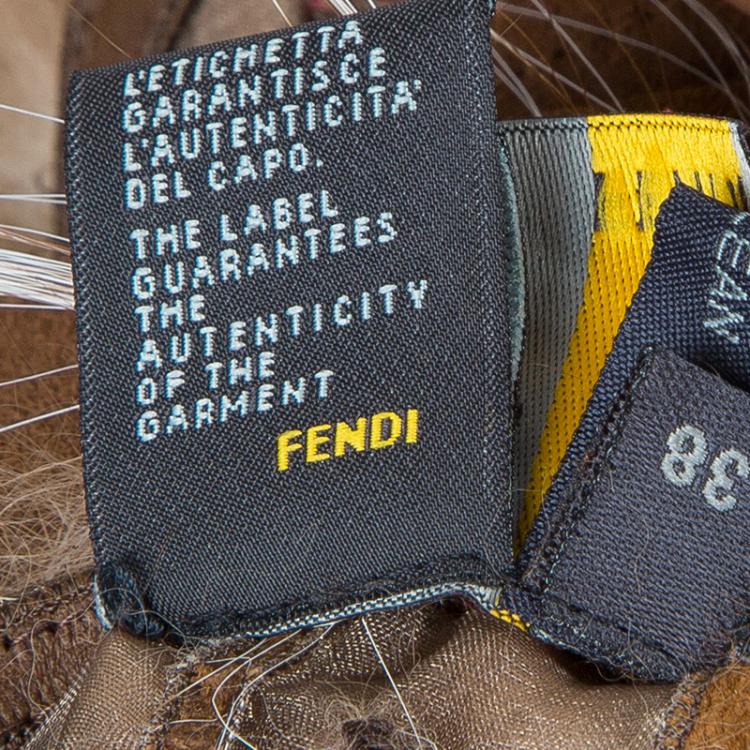 L'ETICHETTA
GARANTISCE
L'AUTENTICITA'
DEL CAPO.
THE LABEL
GUARANTEES
THE
AUTENTICITY
OF THE
GARMENT
FENDI
38